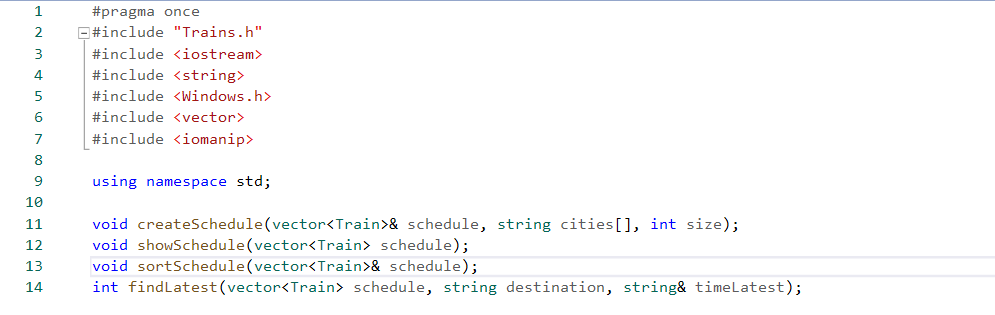 1 #pragma once
2 #include "Trains.h"
3 #include <iostream>
4 #include <string>
5 #include <Windows.h>
6 #include <vector>
7 #include <iomanip>
8
9 using namespace std;
10
11 void createSchedule(vector<Train>& schedule, string cities[], int size);
12 void showSchedule(vector<Train> schedule);
13 void sortSchedule(vector<Train>& schedule);
14 int findLatest(vector<Train> schedule, string destination, string& timeLatest);